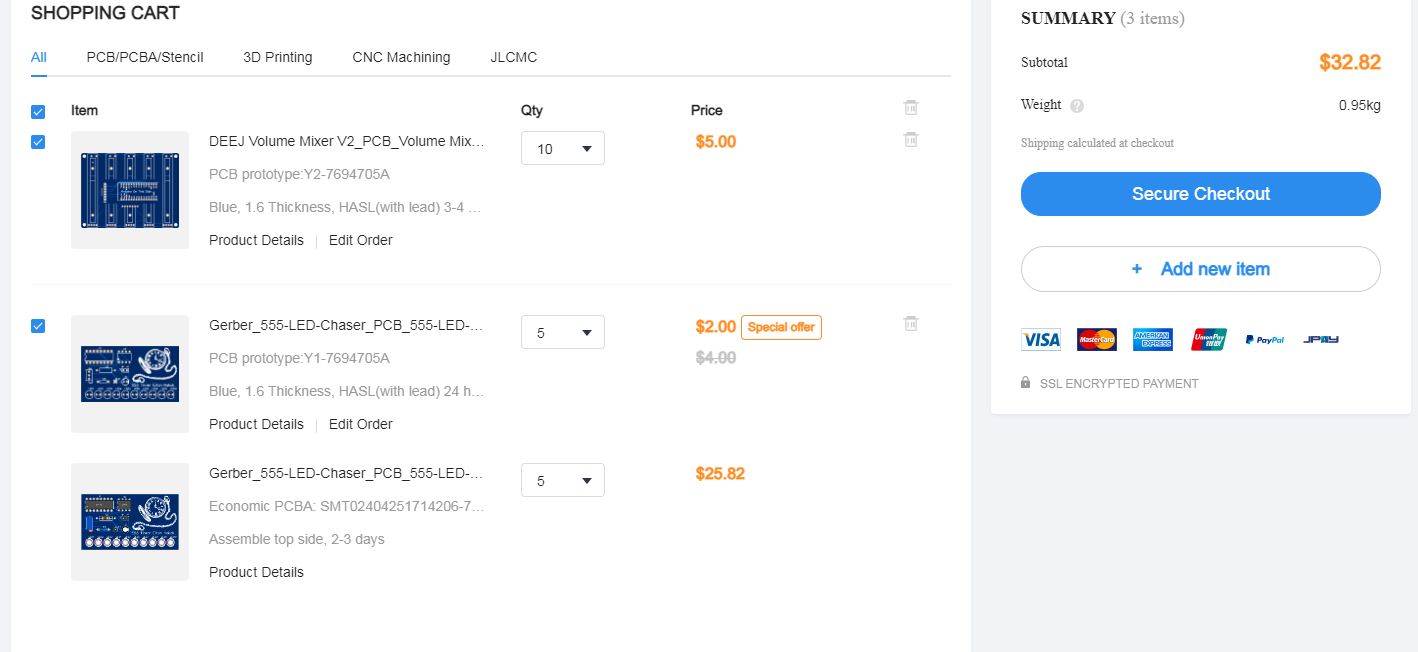 SHOPPING CART
All PCB/PCBA/Stencil 3D Printing CNC Machining JLCMC
Item Qty Price
DEEJ Volume Mixer V2_PCB_Volume Mix... 10 $5.00
PCB prototype:Y2-7694705A
Blue, 1.6 Thickness, HASL(with lead) 3-4 ...
Product Details Edit Order
Gerber_555-LED-Chaser_PCB_555-LED-... 5 $2.00 Special offer
PCB prototype:Y1-7694705A $4.00
Blue, 1.6 Thickness, HASL(with lead) 24 h...
Product Details Edit Order
Gerber_555-LED-Chaser_PCB_555-LED-... 5 $25.82
Economic PCBA: SMT02404251714206-7...
Assemble top side, 2-3 days
Product Details
SUMMARY (3 items)
Subtotal $32.82
Weight ? 0.95kg
Shipping calculated at checkout
Secure Checkout
+ Add new item
VISA MasterCard AMERICAN EXPRESS UnionPay PayPal JPAY
SSL ENCRYPTED PAYMENT